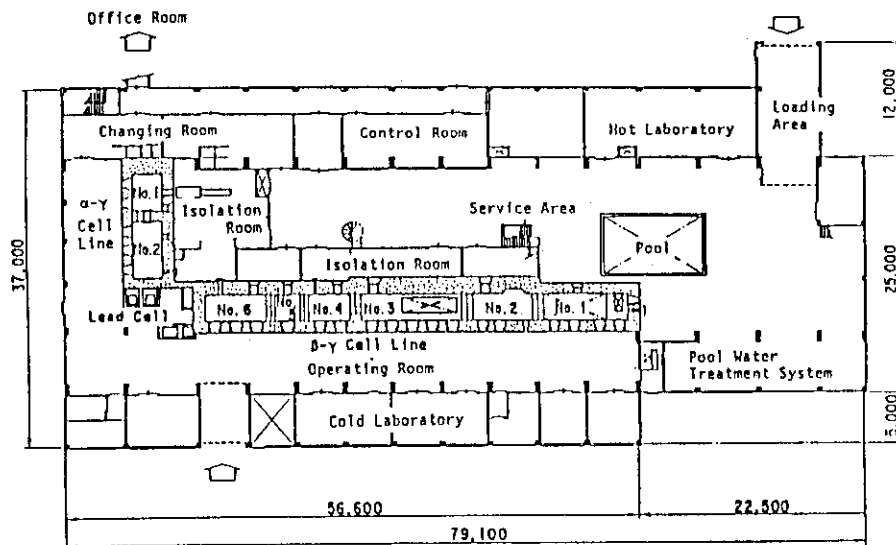 Office Room
Loading
Area
12,000
Changing Room
Control Room
Hot Laboratory
No.1
α-γ
Cell
Line
Isolation
Room
Service Area
37,000
No.2
Pool
25,000
Isolation Room
No. 6
No.
No.4
No.3
No.2
No.1
Lead Cell
β-γ Cell Line
Operating Room
Pool Water
Treatment System
Cold Laboratory
56,600
22,500
79,100